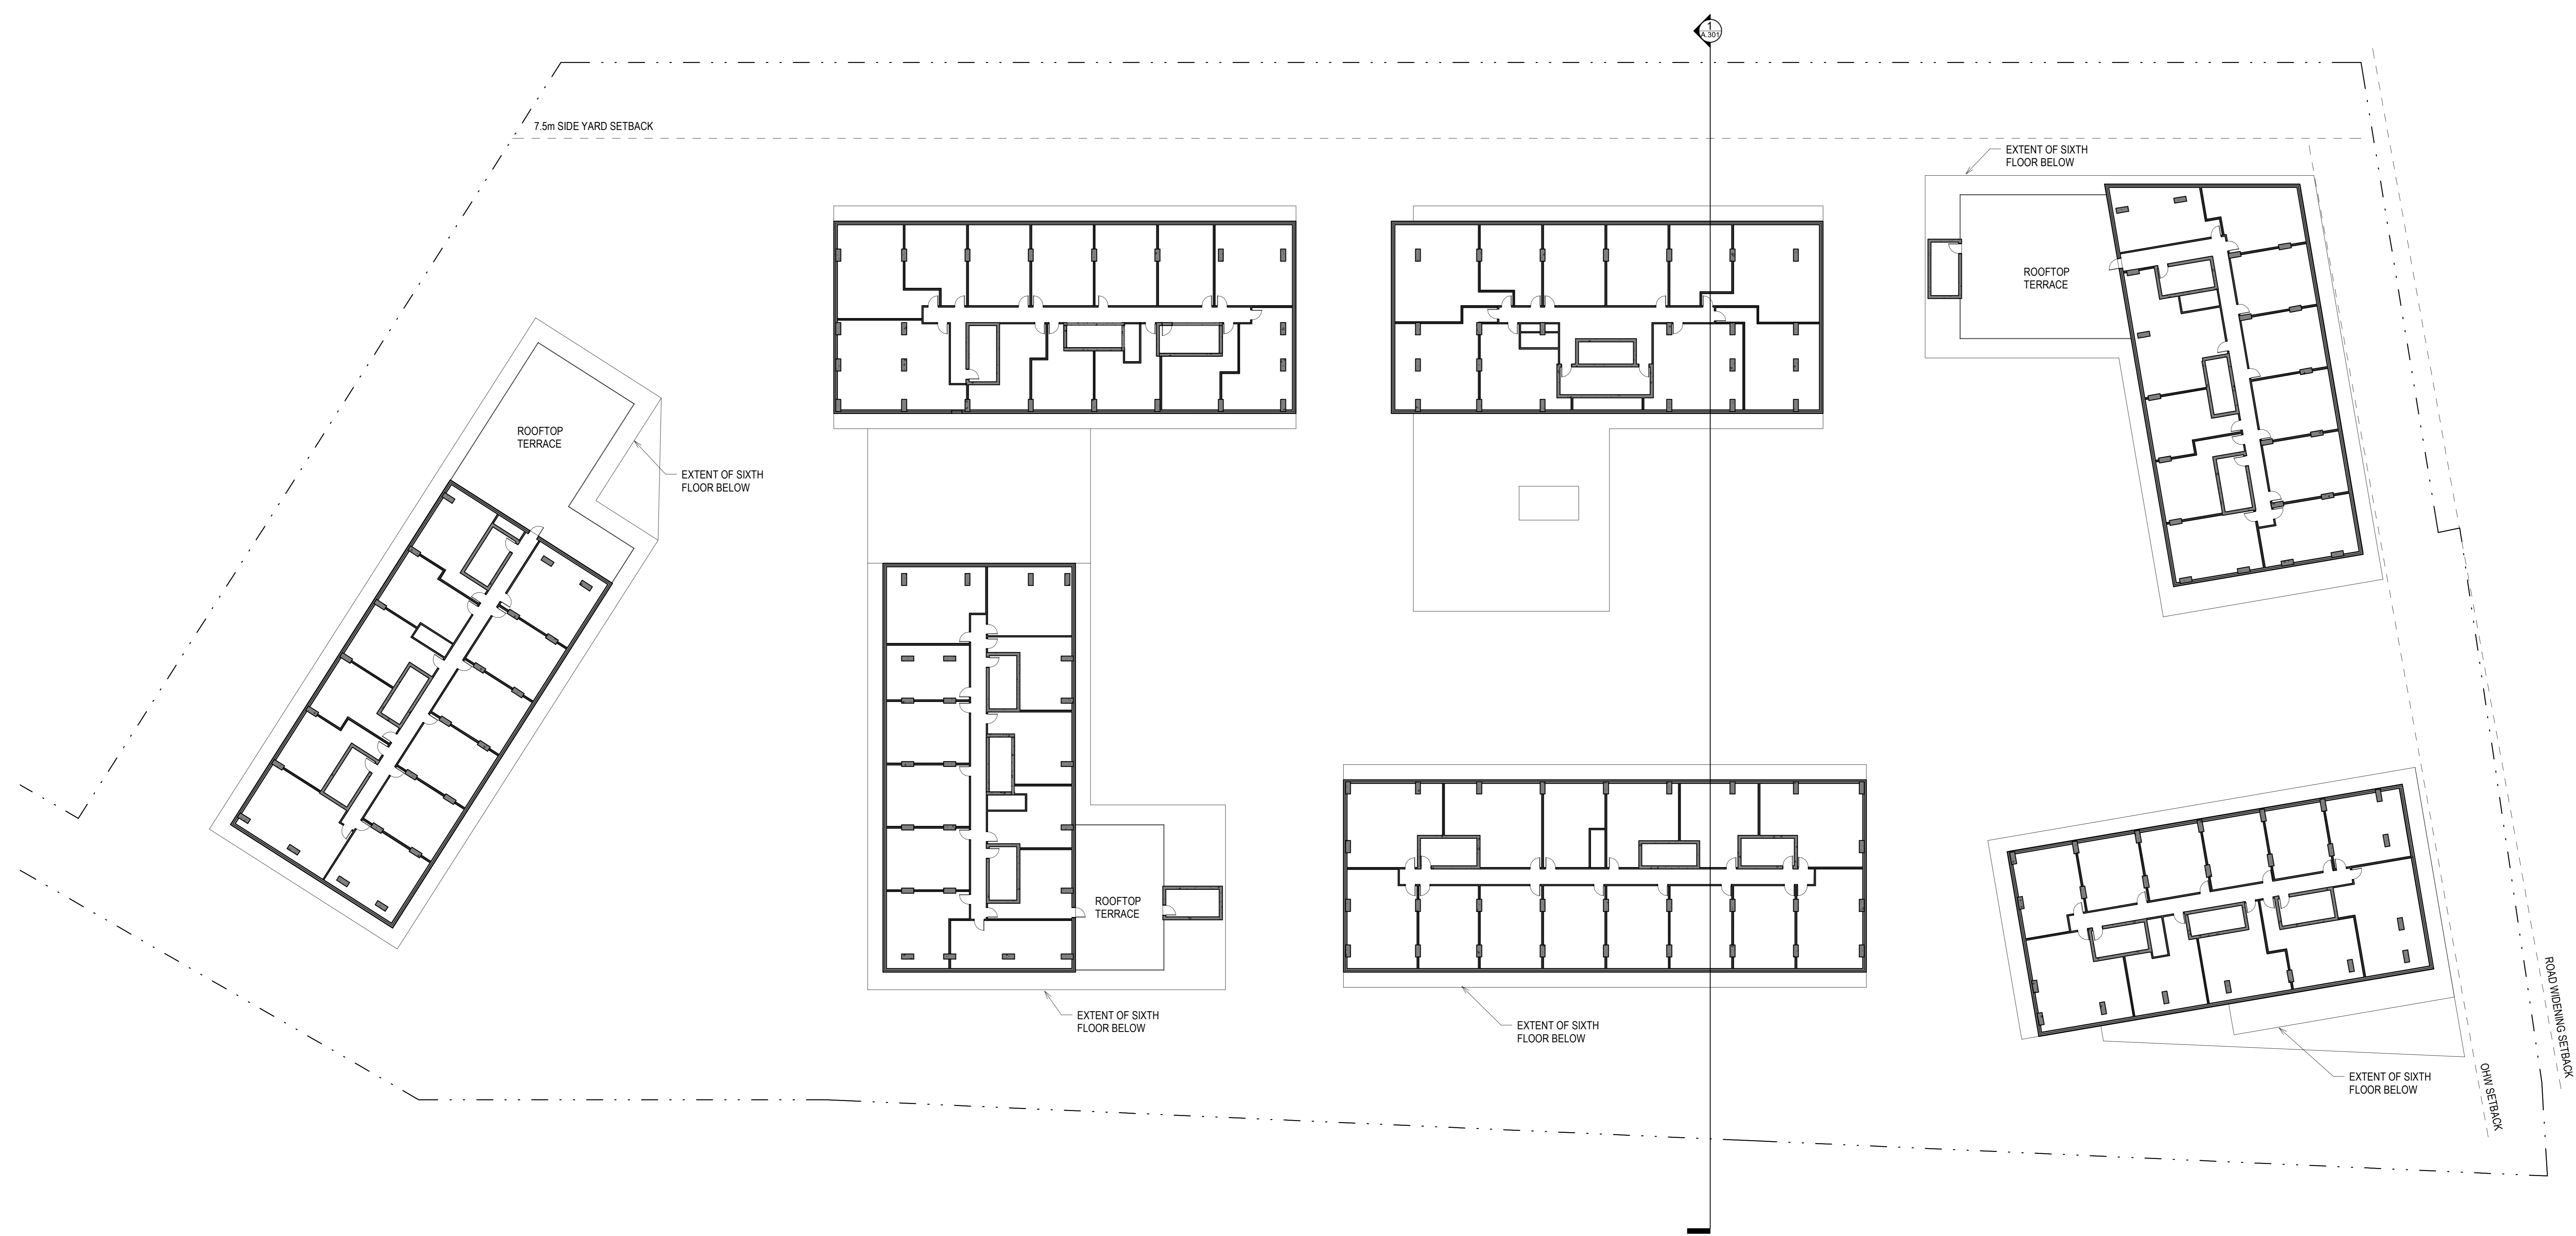 1
A.301
7.5m SIDE YARD SETBACK
EXTENT OF SIXTH
FLOOR BELOW
ROOFTOP
TERRACE
ROOFTOP
TERRACE
EXTENT OF SIXTH
FLOOR BELOW
ROOFTOP
TERRACE
EXTENT OF SIXTH
FLOOR BELOW
EXTENT OF SIXTH
FLOOR BELOW
EXTENT OF SIXTH
FLOOR BELOW
OHW SETBACK
ROAD WIDENING SETBACK